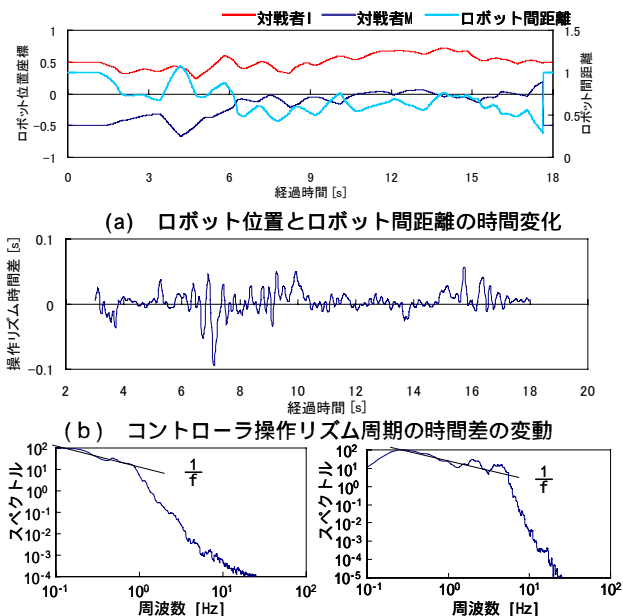 対戦者I 対戦者M ロボット間距離
1 1.5
0.5 1
0
-0.5 0.5
-1 0
ロボット位置座標
ロボット間距離
0 3 6 9 12 15 18
経過時間 [s]
(a) ロボット位置とロボット間距離の時間変化
0.1
0
-0.1
操作リズム時間差 [s]
2 4 6 8 10 12 14 16 18 20
経過時間 [s]
(b) コントローラ操作リズム周期の時間差の変動
10² 10¹ 10⁰ 10⁻¹ 10⁻² 10⁻³ 10⁻⁴
スペクトル
1/f
10⁻¹ 10⁰ 10¹ 10²
周波数 [Hz]
10² 10¹ 10⁰ 10⁻¹ 10⁻² 10⁻³ 10⁻⁴ 10⁻⁵
スペクトル
1/f
10⁻¹ 10⁰ 10¹ 10²
周波数 [Hz]